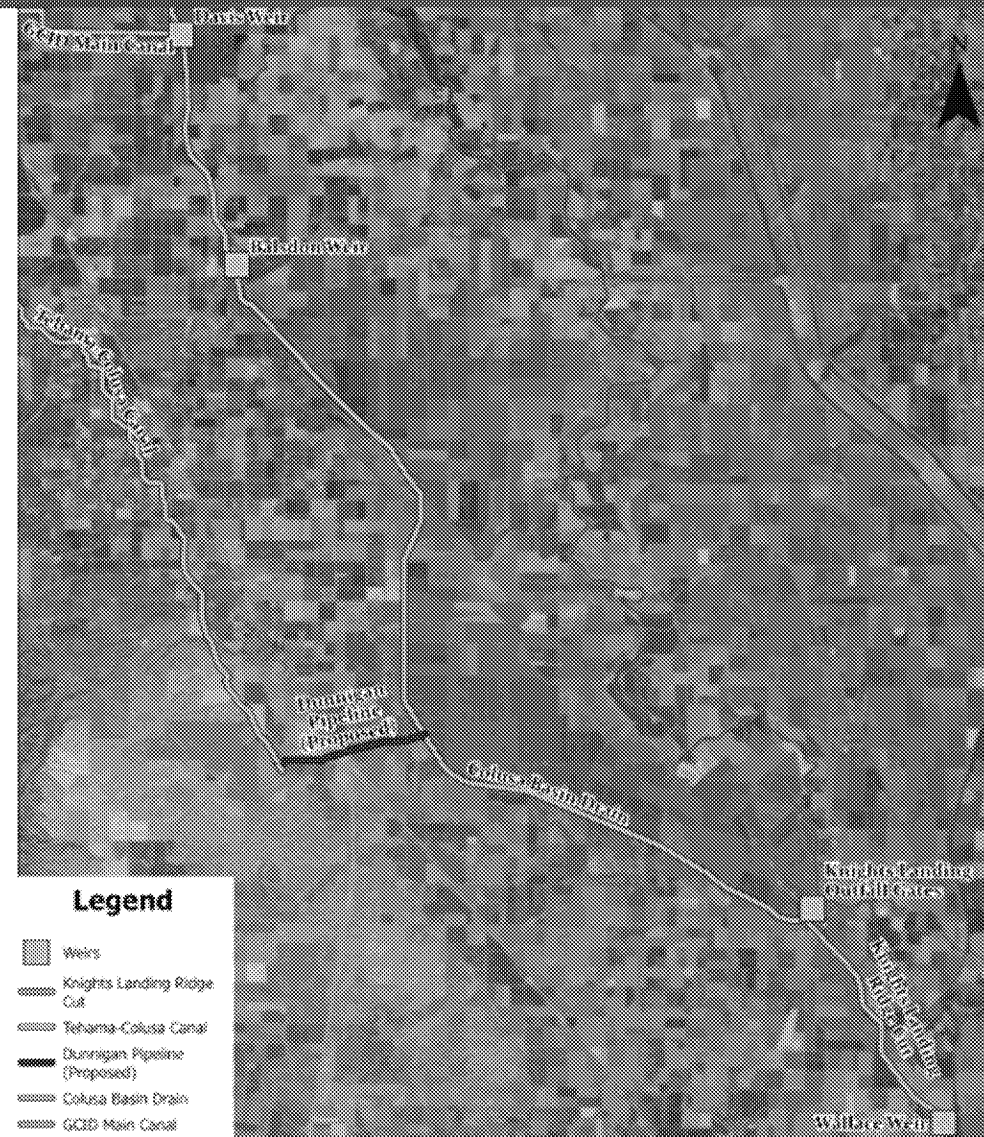 Davis Weir
GCID Main Canal
N
Balsdon Weir
Tehama-Colusa Canal
Dunnigan
Pipeline
(Proposed)
Colusa Basin Drain
Knights Landing
Outfall Gates
Knights Landing
Ridge Cut
Wallace Weir
Legend
Weirs
Knights Landing Ridge
Cut
Tehama-Colusa Canal
Dunnigan Pipeline
(Proposed)
Colusa Basin Drain
GCID Main Canal